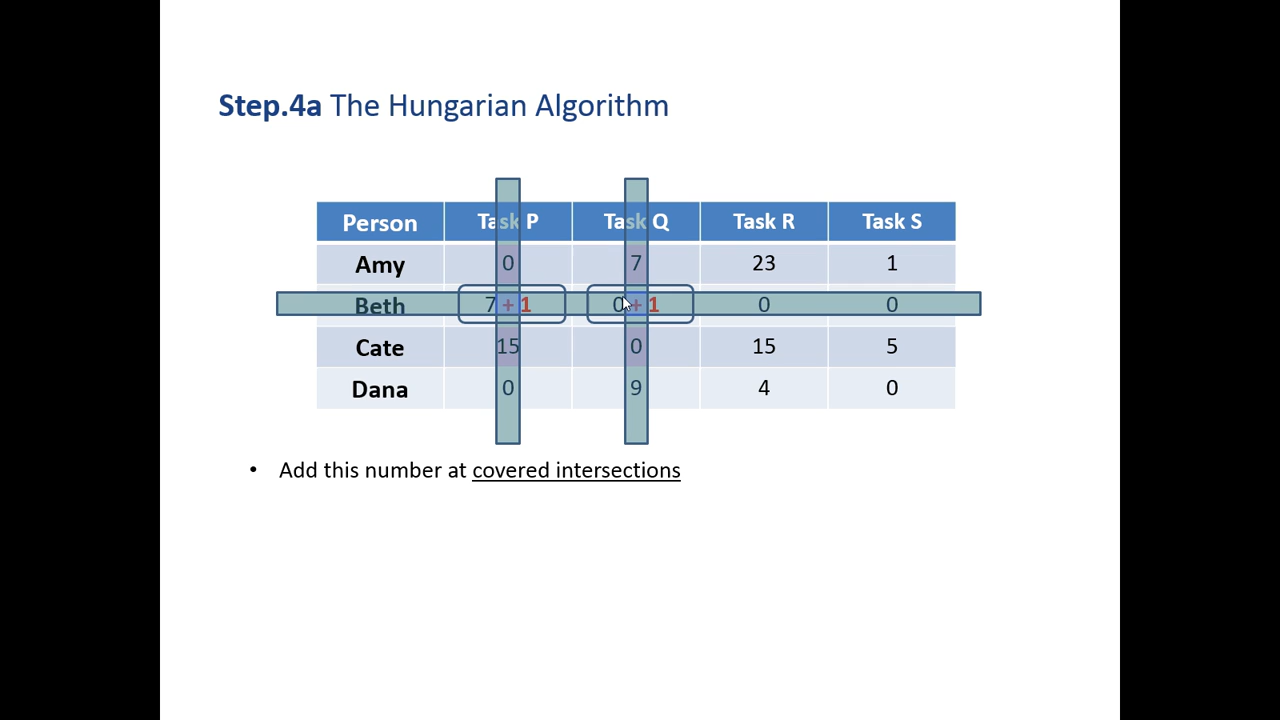 Step.4a The Hungarian Algorithm
Person Task P Task Q Task R Task S
Amy 0 7 23 1
Beth 7 + 1 0 + 1 0 0
Cate 15 0 15 5
Dana 0 9 4 0
• Add this number at covered intersections